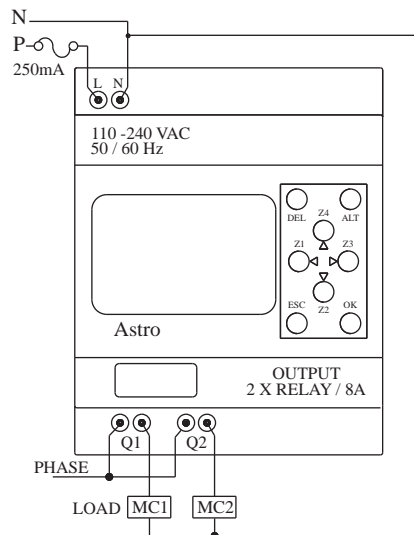 N
P
250mA
L N
110 -240 VAC
50 / 60 Hz
DEL Z4 ALT
Z1 Z3
ESC Z2 OK
Astro
OUTPUT
2 X RELAY / 8A
Q1 Q2
PHASE
LOAD MC1 MC2